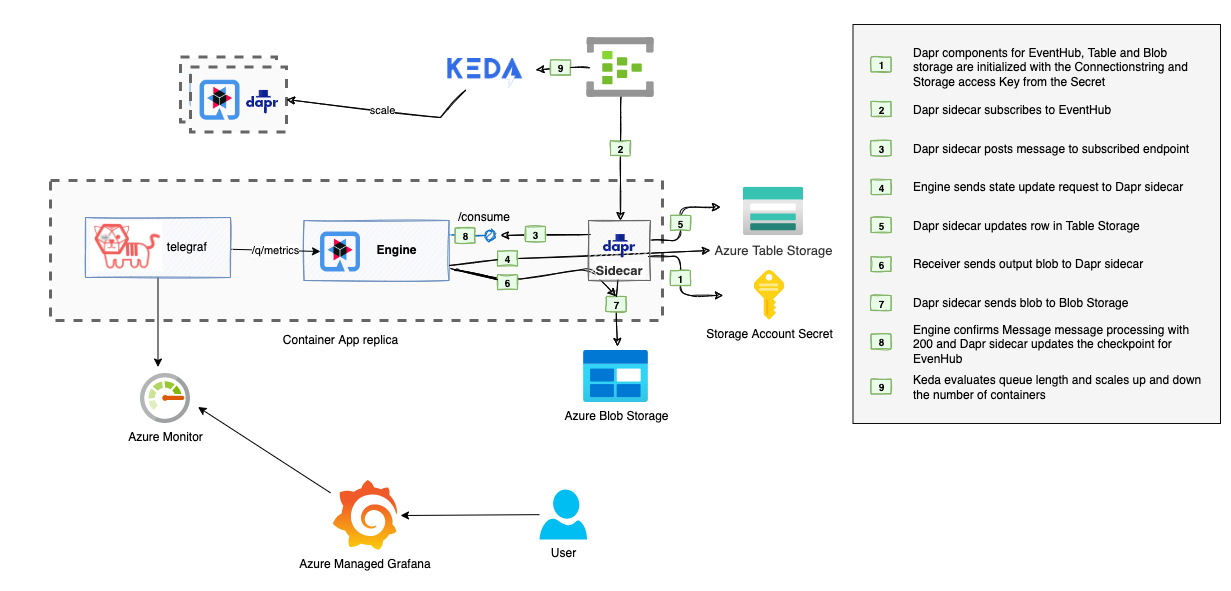 KEDA
9
dapr
scale
2
/consume
telegraf
/q/metrics
Engine
8
3
dapr
Sidecar
5
4
6
1
7
Azure Table Storage
Storage Account Secret
Container App replica
Azure Blob Storage
Azure Monitor
Azure Managed Grafana
User
1
Dapr components for EventHub, Table and Blob
storage are initialized with the Connectionstring and
Storage access Key from the Secret
2
Dapr sidecar subscribes to EventHub
3
Dapr sidecar posts message to subscribed endpoint
4
Engine sends state update request to Dapr sidecar
5
Dapr sidecar updates row in Table Storage
6
Receiver sends output blob to Dapr sidecar
7
Dapr sidecar sends blob to Blob Storage
8
Engine confirms Message message processing with
200 and Dapr sidecar updates the checkpoint for
EvenHub
9
Keda evaluates queue length and scales up and down
the number of containers